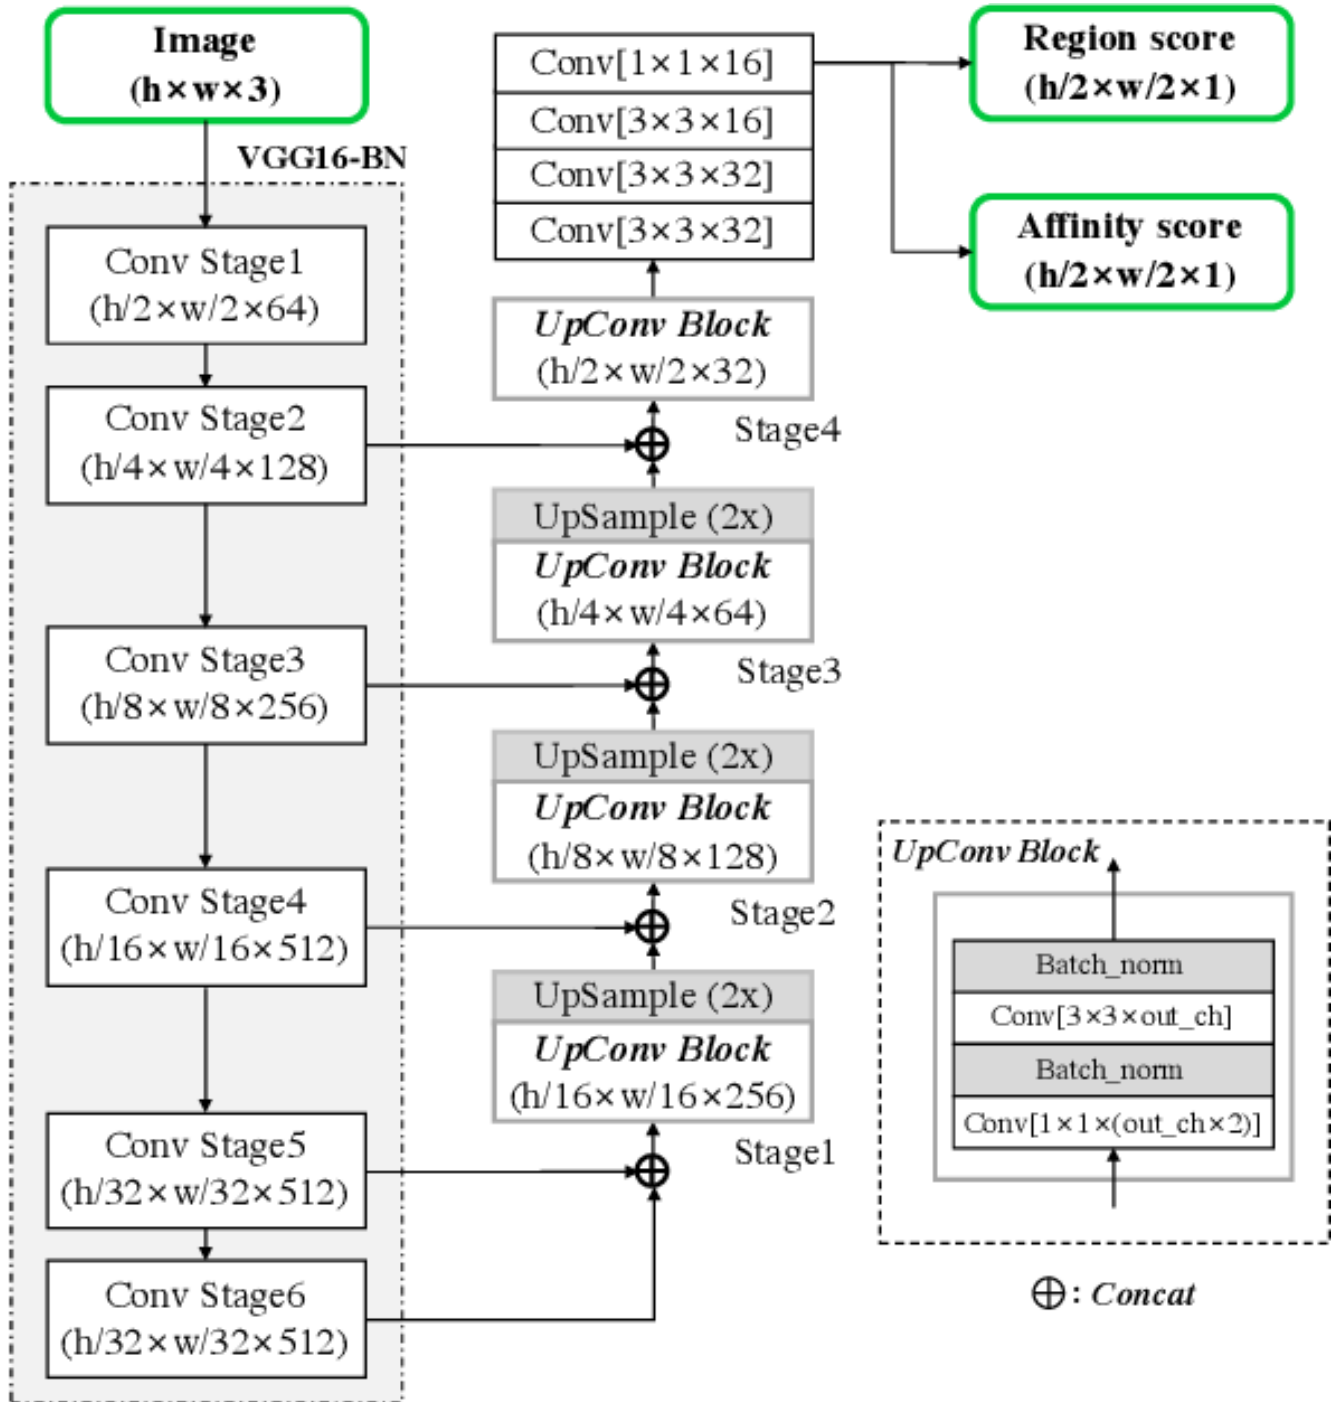 Image
(h×w×3)
VGG16-BN
Conv Stage1
(h/2×w/2×64)
Conv Stage2
(h/4×w/4×128)
Conv Stage3
(h/8×w/8×256)
Conv Stage4
(h/16×w/16×512)
Conv Stage5
(h/32×w/32×512)
Conv Stage6
(h/32×w/32×512)
Conv[1×1×16]
Conv[3×3×16]
Conv[3×3×32]
Conv[3×3×32]
UpConv Block
(h/2×w/2×32)
Stage4
UpSample (2x)
UpConv Block
(h/4×w/4×64)
Stage3
UpSample (2x)
UpConv Block
(h/8×w/8×128)
Stage2
UpSample (2x)
UpConv Block
(h/16×w/16×256)
Stage1
Region score
(h/2×w/2×1)
Affinity score
(h/2×w/2×1)
UpConv Block
Batch_norm
Conv[3×3×out_ch]
Batch_norm
Conv[1×1×(out_ch×2)]
⊕: Concat